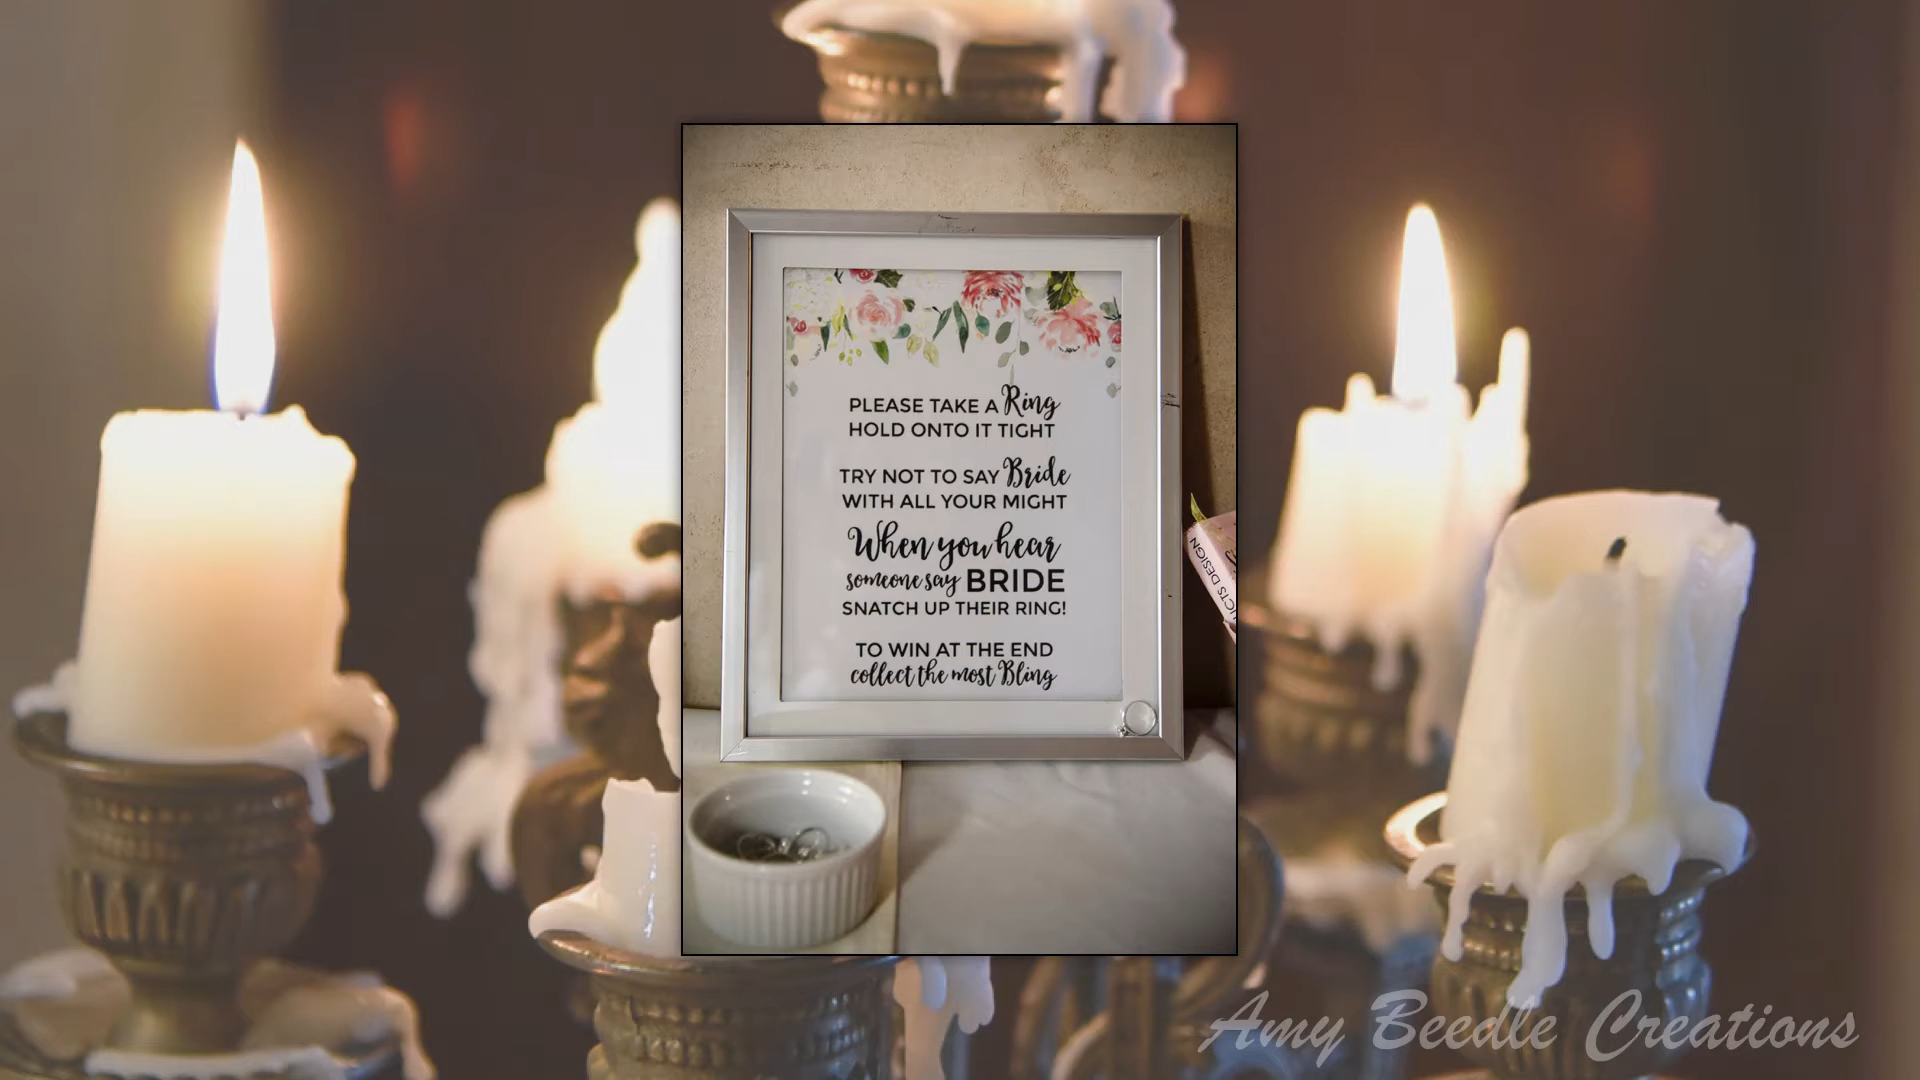 PLEASE TAKE A Ring
HOLD ONTO IT TIGHT
TRY NOT TO SAY Bride
WITH ALL YOUR MIGHT
When you hear
someone say BRIDE
SNATCH UP THEIR RING!
TO WIN AT THE END
collect the most Bling
DESIGN
Amy Beedle Creations